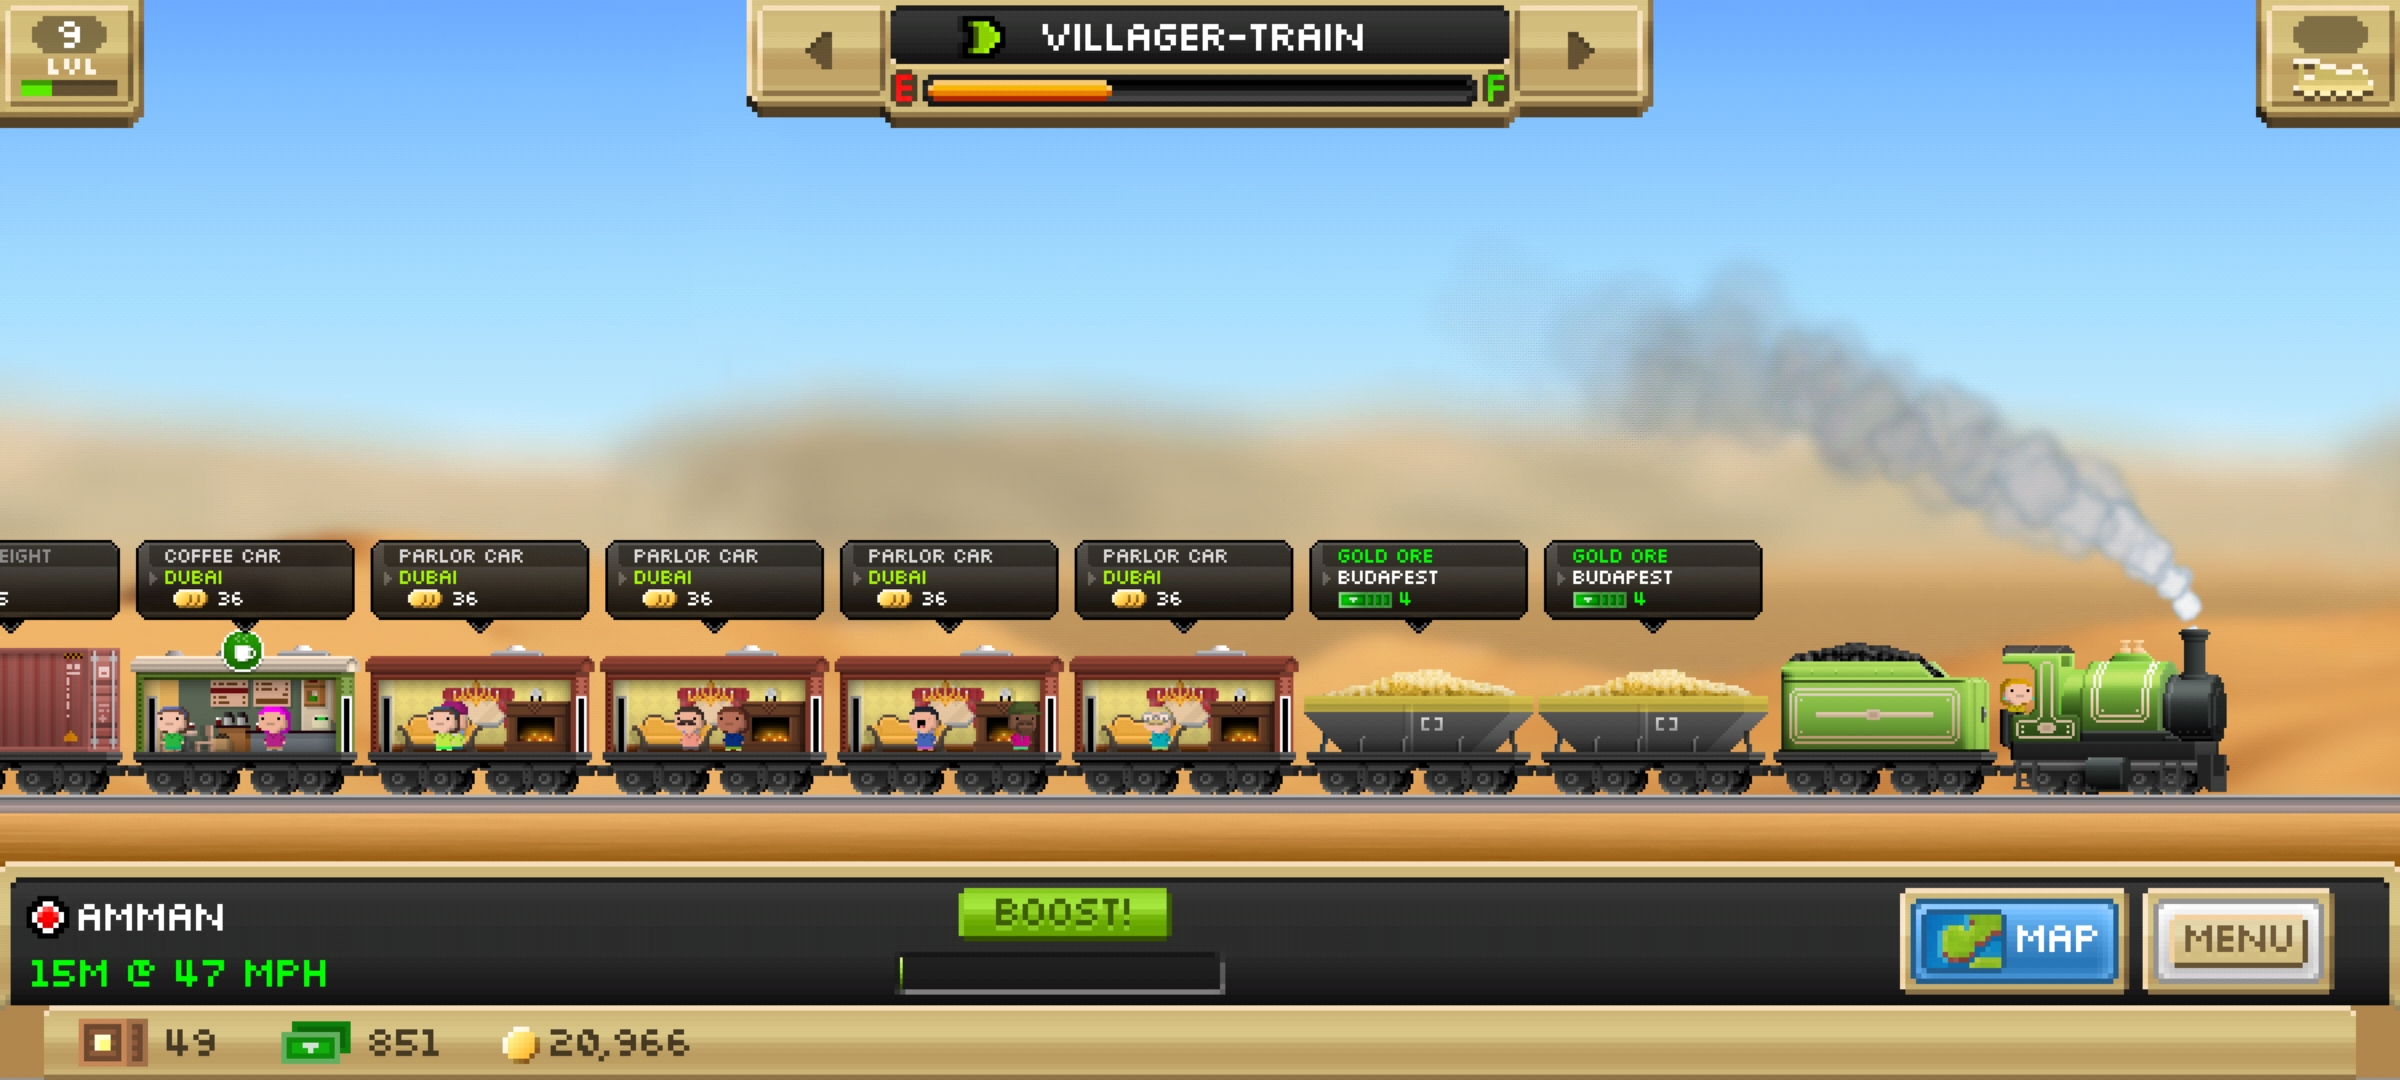 9
LVL
VILLAGER-TRAIN
E
F
EIGHT
5
COFFEE CAR
DUBAI
36
PARLOR CAR
DUBAI
36
PARLOR CAR
DUBAI
36
PARLOR CAR
DUBAI
36
PARLOR CAR
DUBAI
36
GOLD ORE
BUDAPEST
4
GOLD ORE
BUDAPEST
4
AMMAN
15M @ 47 MPH
BOOST!
MAP
MENU
49
851
20,966